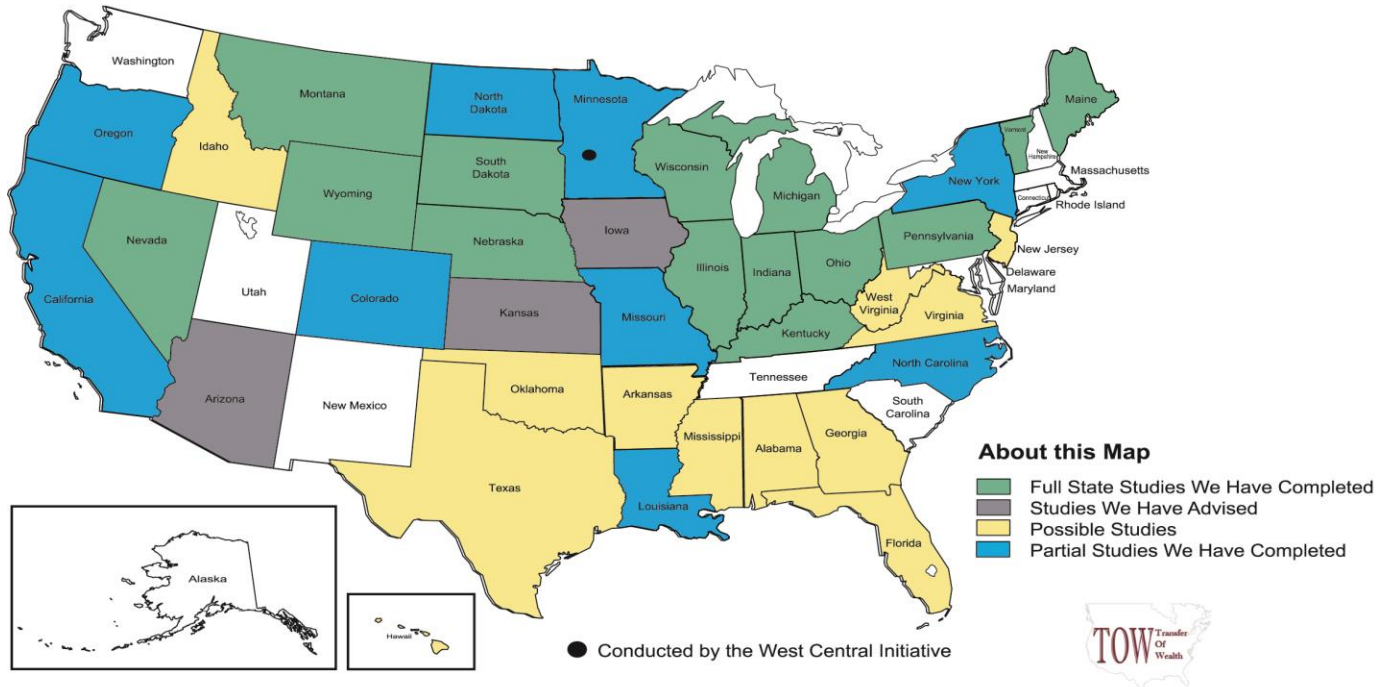 Washington
Montana
North
Dakota
Minnesota
Maine
Oregon
Idaho
Wyoming
South
Dakota
Wisconsin
Michigan
Vermont
New
Hampshire
New York
Massachusetts
Connecticut
Rhode Island
Nevada
Utah
Colorado
Nebraska
Iowa
Illinois
Indiana
Ohio
Pennsylvania
New Jersey
Delaware
Maryland
California
Kansas
Missouri
Kentucky
West
Virginia
Virginia
Arizona
New Mexico
Oklahoma
Arkansas
Tennessee
North Carolina
South
Carolina
Texas
Louisiana
Mississippi
Alabama
Georgia
Florida
Alaska
Hawaii
About this Map
Full State Studies We Have Completed
Studies We Have Advised
Possible Studies
Partial Studies We Have Completed
Conducted by the West Central Initiative
TOW Transfer
Of
Wealth